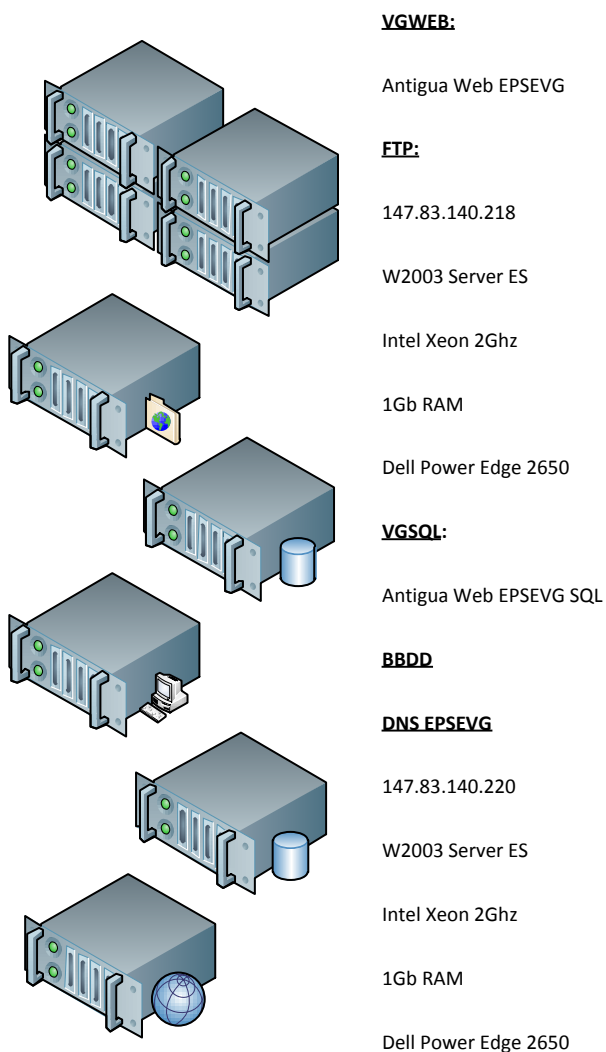 VGWEB:
Antigua Web EPSEVG
FTP:
147.83.140.218
W2003 Server ES
Intel Xeon 2Ghz
1Gb RAM
Dell Power Edge 2650
VGSQL:
Antigua Web EPSEVG SQL
BBDD
DNS EPSEVG
147.83.140.220
W2003 Server ES
Intel Xeon 2Ghz
1Gb RAM
Dell Power Edge 2650